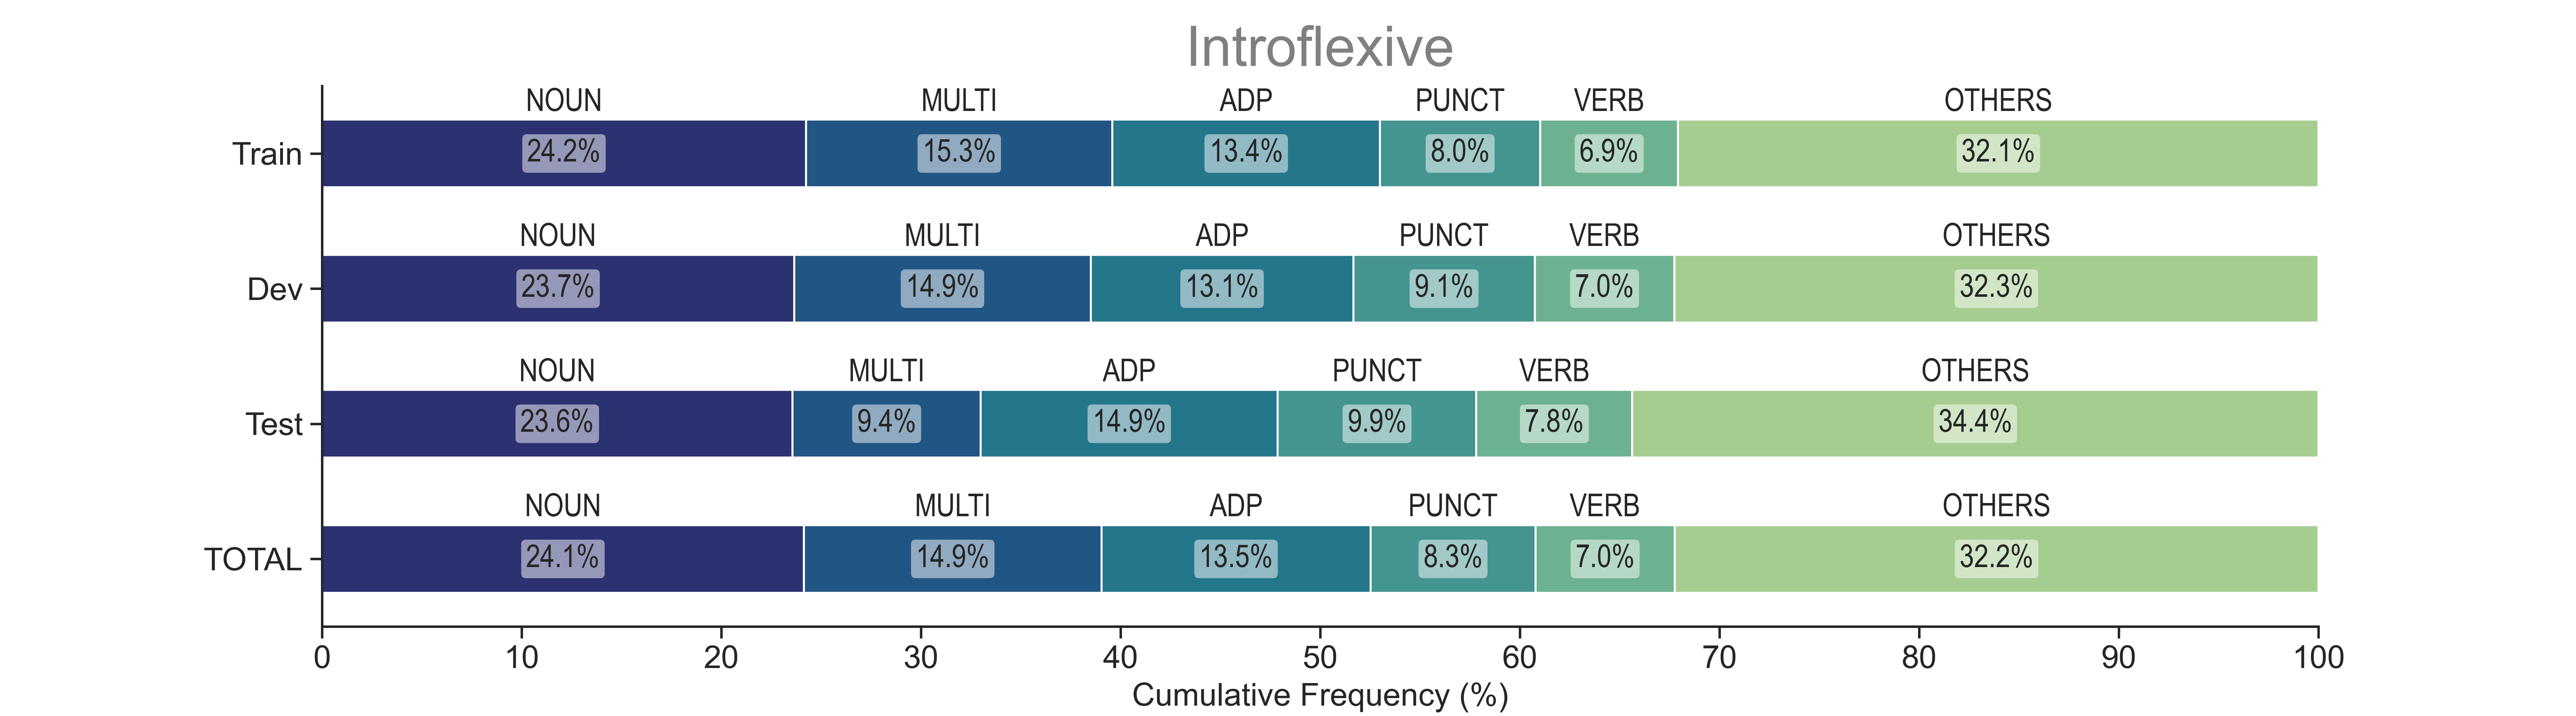 Introflexive
NOUN MULTI ADP PUNCT VERB OTHERS
Train 24.2% 15.3% 13.4% 8.0% 6.9% 32.1%
NOUN MULTI ADP PUNCT VERB OTHERS
Dev 23.7% 14.9% 13.1% 9.1% 7.0% 32.3%
NOUN MULTI ADP PUNCT VERB OTHERS
Test 23.6% 9.4% 14.9% 9.9% 7.8% 34.4%
NOUN MULTI ADP PUNCT VERB OTHERS
TOTAL 24.1% 14.9% 13.5% 8.3% 7.0% 32.2%
0 10 20 30 40 50 60 70 80 90 100
Cumulative Frequency (%)